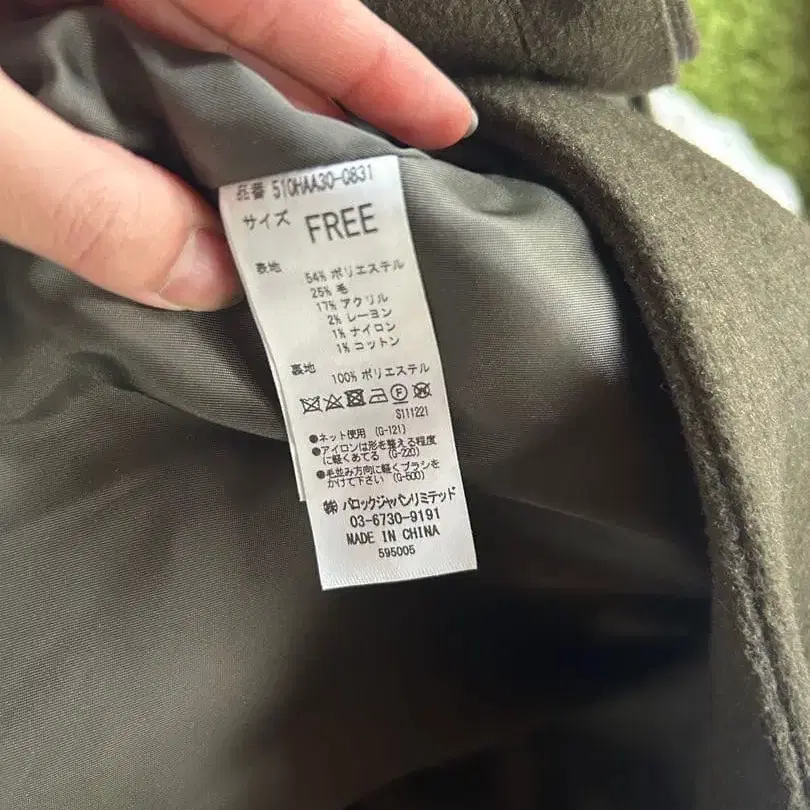 品番 510HAA30-0831
サイズ FREE
表地
54% ポリエステル
25% 毛
17% アクリル
2% レーヨン
1% ナイロン
1% コットン
裏地
100% ポリエステル
S111221
●ネット使用 (G-121)
●アイロンは形を整える程度
に軽くあてる (G-220)
●毛並み方向に軽くブラシを
かけて下さい (G-500)
㈱ バロックジャパンリミテッド
03-6730-9191
MADE IN CHINA
595005